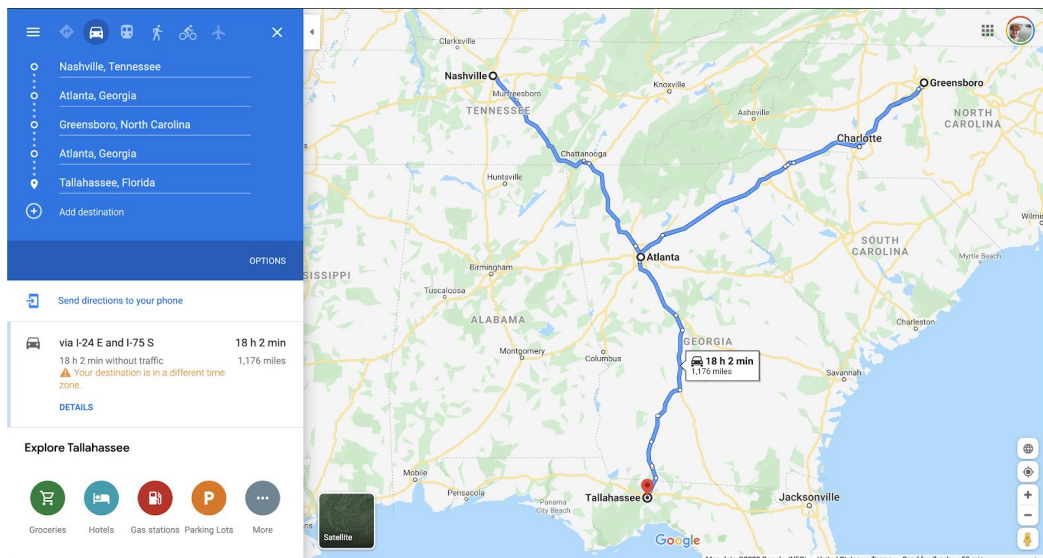 Nashville, Tennessee
Atlanta, Georgia
Greensboro, North Carolina
Atlanta, Georgia
Tallahassee, Florida
Add destination
OPTIONS
Send directions to your phone
via I-24 E and I-75 S
18 h 2 min
18 h 2 min without traffic
1,176 miles
Your destination is in a different time
zone.
DETAILS
Explore Tallahassee
Groceries
Hotels
Gas stations
P
Parking Lots
More
Clarksville
Nashville
Murfreesboro
TENNESSEE
Knoxville
Greensboro
Asheville
NORTH
CAROLINA
Charlotte
Chattanooga
Huntsville
Wilmi
SOUTH
CAROLINA
Myrtle Beach
Atlanta
SISSIPPI
Birmingham
Tuscaloosa
ALABAMA
Charleston
Montgomery
Columbus
GEORGIA
18 h 2 min
1,176 miles
Savannah
Mobile
Pensacola
Panama
City Beach
Tallahassee
Jacksonville
Satellite
Google